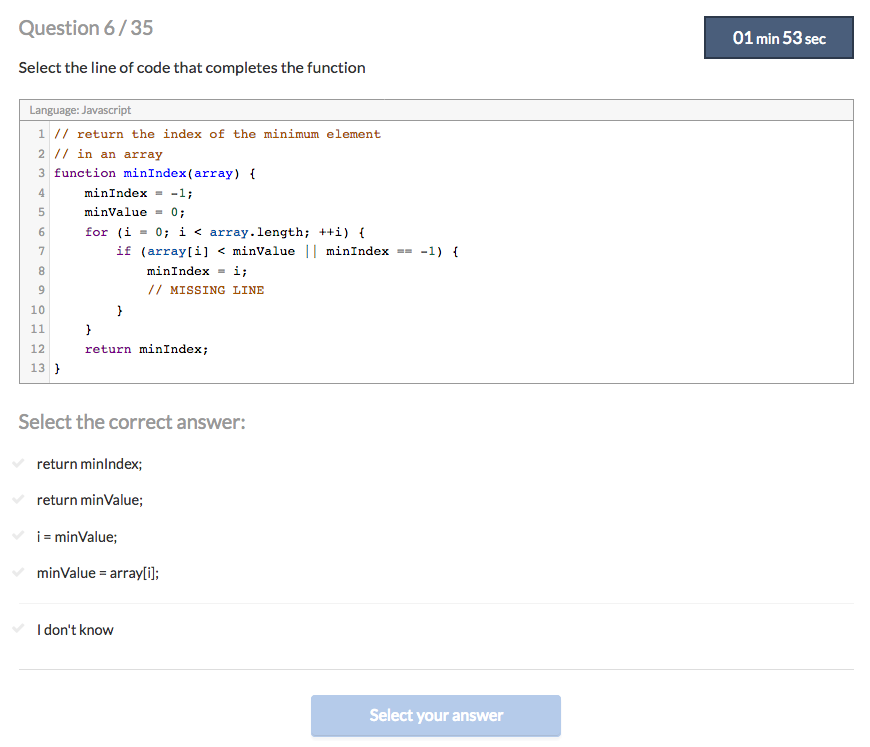 Question 6 / 35
01 min 53 sec
Select the line of code that completes the function
Language: Javascript
1 // return the index of the minimum element
2 // in an array
3 function minIndex(array) {
4     minIndex = -1;
5     minValue = 0;
6     for (i = 0; i < array.length; ++i) {
7         if (array[i] < minValue || minIndex == -1) {
8             minIndex = i;
9             // MISSING LINE
10         }
11     }
12     return minIndex;
13 }
Select the correct answer:
return minIndex;
return minValue;
i = minValue;
minValue = array[i];
I don't know
Select your answer